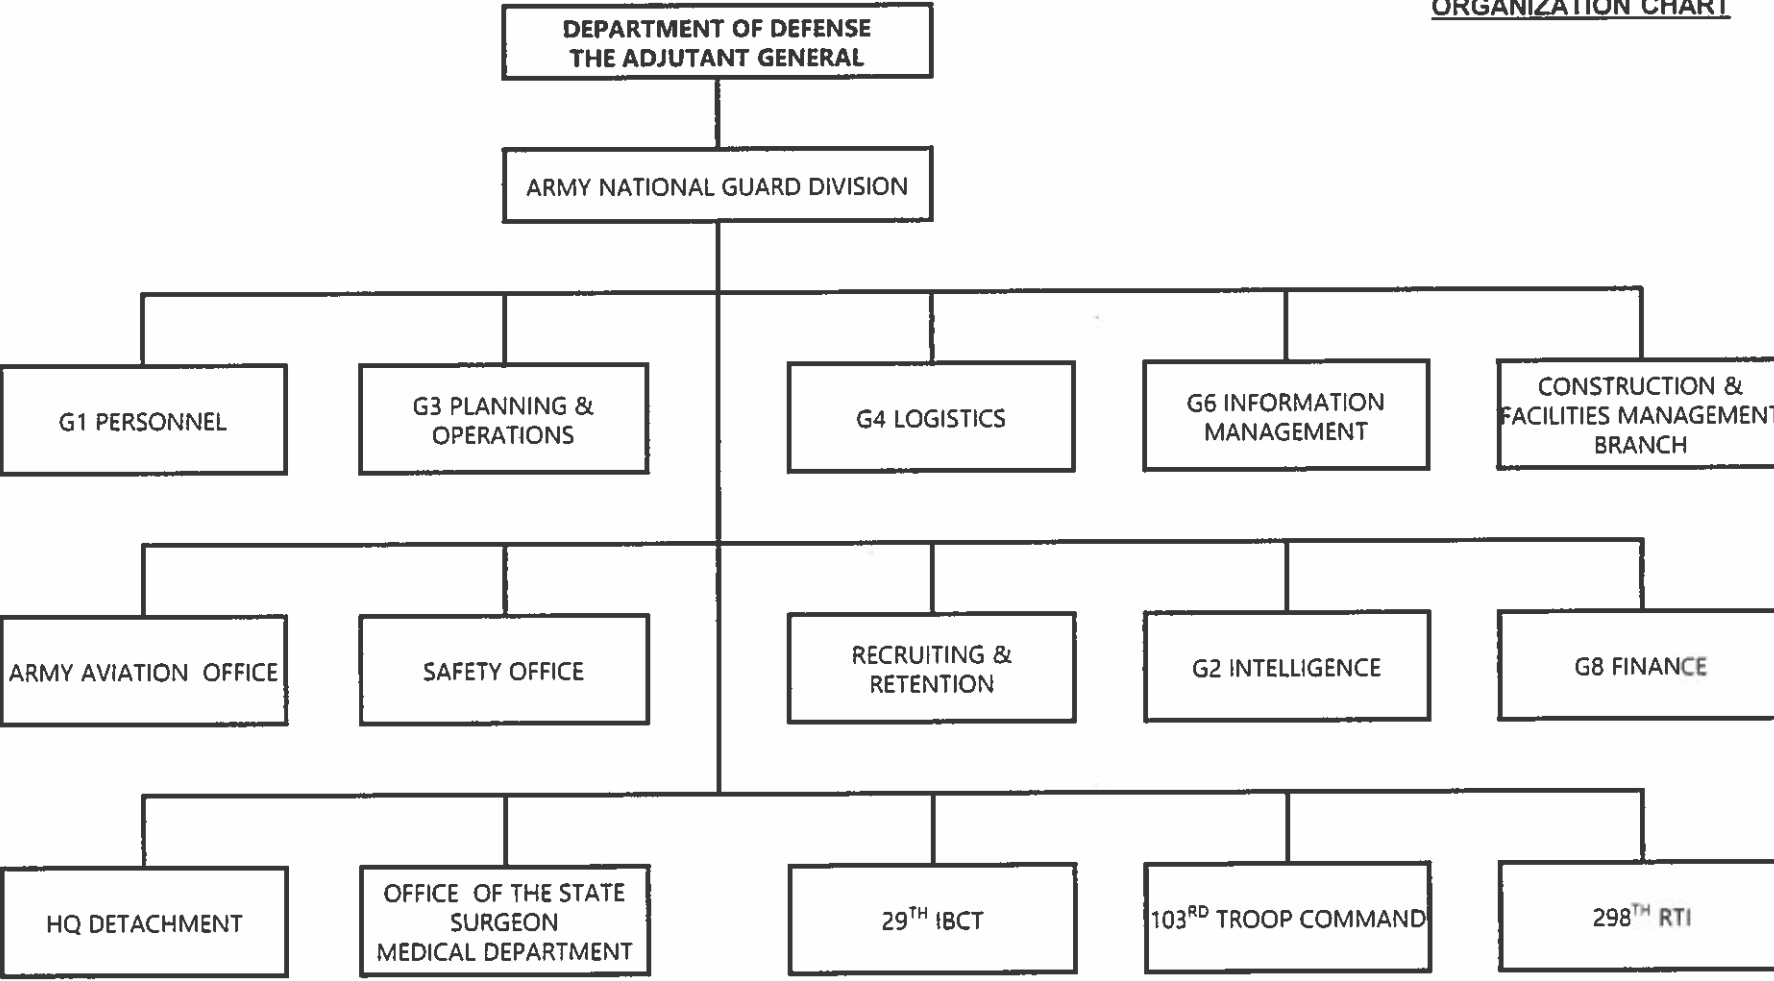 ORGANIZATION CHART
DEPARTMENT OF DEFENSE
THE ADJUTANT GENERAL
ARMY NATIONAL GUARD DIVISION
G1 PERSONNEL
G3 PLANNING &
OPERATIONS
G4 LOGISTICS
G6 INFORMATION
MANAGEMENT
CONSTRUCTION &
FACILITIES MANAGEMENT
BRANCH
ARMY AVIATION OFFICE
SAFETY OFFICE
RECRUITING &
RETENTION
G2 INTELLIGENCE
G8 FINANCE
HQ DETACHMENT
OFFICE OF THE STATE
SURGEON
MEDICAL DEPARTMENT
29TH IBCT
103RD TROOP COMMAND
298TH RTI